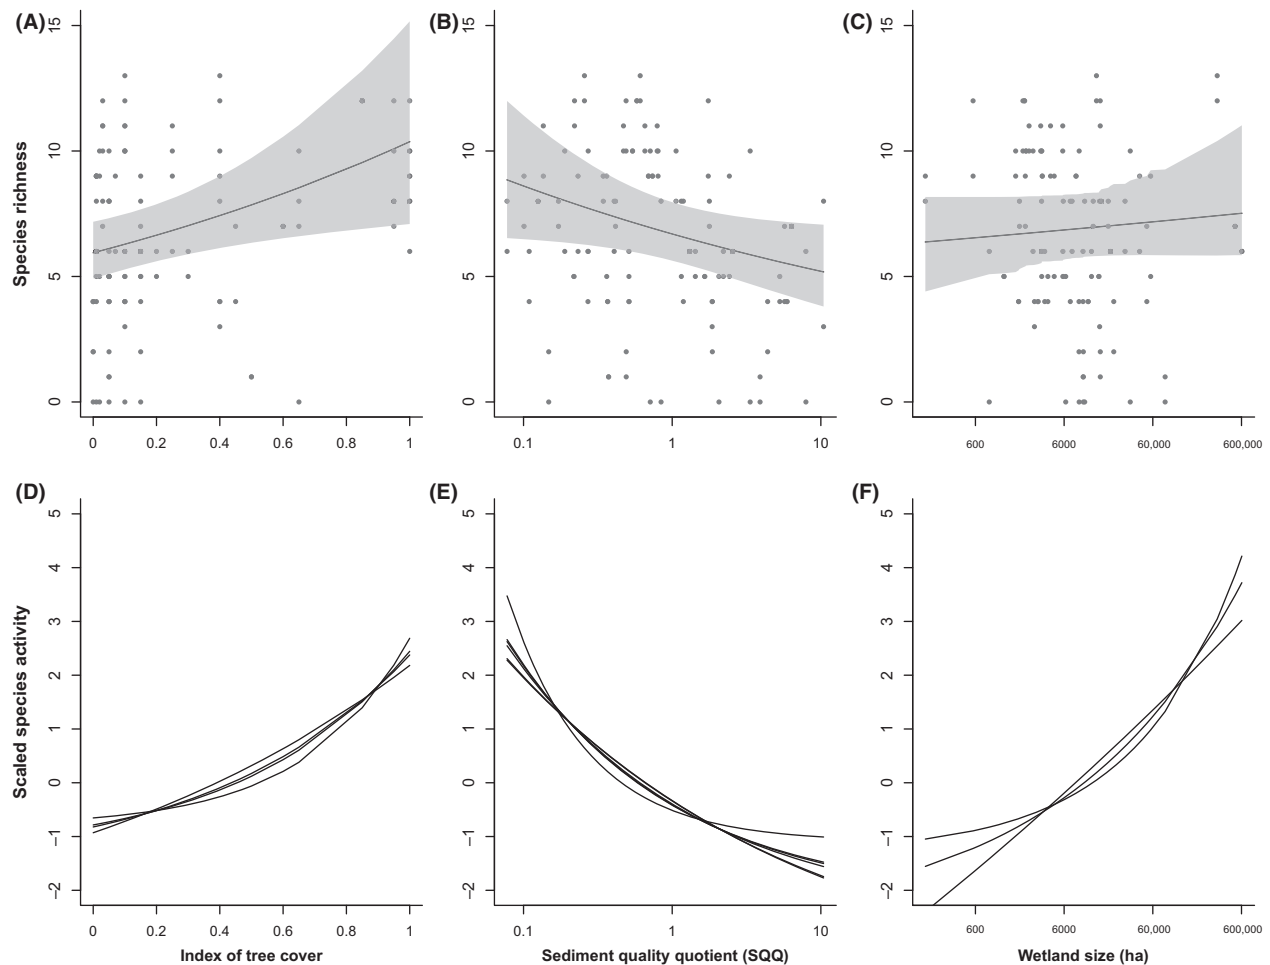 (A) (B) (C)
Species richness
15 10 5 0
15 10 5 0
15 10 5 0
0 0.2 0.4 0.6 0.8 1
0.1 1 10
600 6000 60,000 600,000
(D) (E) (F)
Scaled species activity
5 4 3 2 1 0 −1 −2
5 4 3 2 1 0 −1 −2
5 4 3 2 1 0 −1 −2
0 0.2 0.4 0.6 0.8 1
0.1 1 10
600 6000 60,000 600,000
Index of tree cover
Sediment quality quotient (SQQ)
Wetland size (ha)